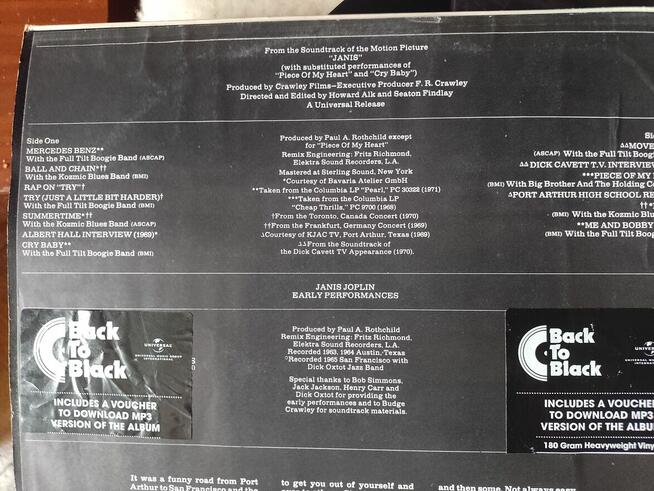 From the Soundtrack of the Motion Picture
"JANIS"
(with substituted performances of
"Piece Of My Heart" and "Cry Baby")
Produced by Crawley Films—Executive Producer F. R. Crawley
Directed and Edited by Howard Alk and Seaton Findlay
A Universal Release
Side One
MERCEDES BENZ**
With the Full Tilt Boogie Band (ASCAP)
BALL AND CHAIN*††
With the Kozmic Blues Band (BMI)
RAP ON "TRY"†
TRY (JUST A LITTLE BIT HARDER)†
With the Full Tilt Boogie Band (BMI)
SUMMERTIME*††
With the Kozmic Blues Band (ASCAP)
ALBERT HALL INTERVIEW (1969)*
CRY BABY**
With the Full Tilt Boogie Band (BMI)
Produced by Paul A. Rothchild except
for "Piece Of My Heart"
Remix Engineering: Fritz Richmond,
Elektra Sound Recorders, L.A.
Mastered at Sterling Sound, New York
*Courtesy of Bavaria Atelier GmbH
**Taken from the Columbia LP "Pearl," PC 30322 (1971)
***Taken from the Columbia LP
"Cheap Thrills," PC 9700 (1968)
†From the Toronto, Canada Concert (1970)
††From the Frankfurt, Germany Concert (1969)
△Courtesy of KJAC TV, Port Arthur, Texas (1969)
△△From the Soundtrack of
the Dick Cavett TV Appearance (1970).
△△MOVE
(ASCAP) With the Full Tilt Boogie
△△ DICK CAVETT T.V. INTERVIEW
***PIECE OF MY
(BMI) With Big Brother And The Holding Co
△PORT ARTHUR HIGH SCHOOL RE
††*
(BMI) With the Kozmic Blues
**ME AND BOBBY
(BMI) With the Full Tilt Boogie
JANIS JOPLIN
EARLY PERFORMANCES
Produced by Paul A. Rothchild
Remix Engineering: Fritz Richmond,
Elektra Sound Recorders, L.A.
Recorded 1963, 1964 Austin, Texas
°Recorded 1965 San Francisco with
Dick Oxtot Jazz Band
Special thanks to Bob Simmons,
Jack Jackson, Henry Carr and
Dick Oxtot for providing the
early performances and to Budge
Crawley for soundtrack materials.
Back
To
Black
UNIVERSAL
UNIVERSAL MUSIC GROUP
INTERNATIONAL
INCLUDES A VOUCHER
TO DOWNLOAD MP3
VERSION OF THE ALBUM
Back
To
Black
UNIVERSAL
INCLUDES A VOUCHER
TO DOWNLOAD MP3
VERSION OF THE ALBU
180 Gram Heavyweight Viny
It was a funny road from Port
Arthur to San Francisco and the
to get you out of yourself and
and then some. Not always easy